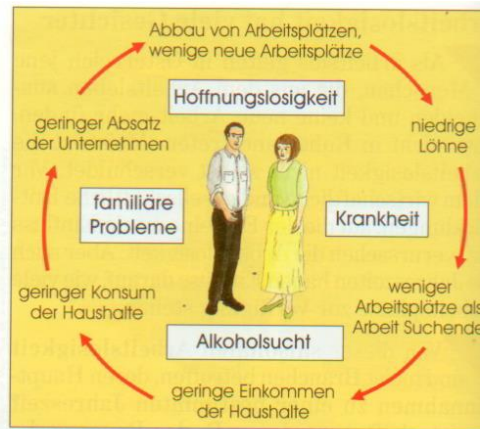 Abbau von Arbeitsplätzen,
wenige neue Arbeitsplätze
Hoffnungslosigkeit
geringer Absatz
der Unternehmen
niedrige
Löhne
familiäre
Probleme
Krankheit
geringer Konsum
der Haushalte
weniger
Arbeitsplätze als
Arbeit Suchende
Alkoholsucht
geringe Einkommen
der Haushalte